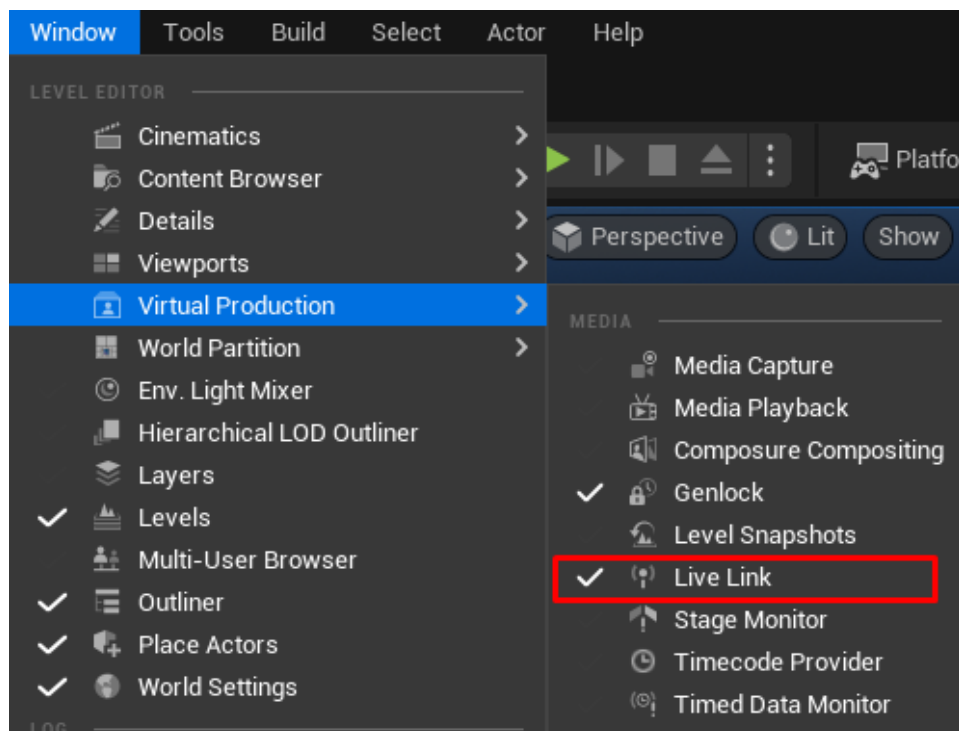 Window Tools Build Select Actor Help
LEVEL EDITOR
Cinematics
Content Browser
Details
Viewports
Virtual Production
World Partition
Env. Light Mixer
Hierarchical LOD Outliner
Layers
Levels
Multi-User Browser
Outliner
Place Actors
World Settings
LOG
Platfo
Perspective Lit Show
MEDIA
Media Capture
Media Playback
Composure Compositing
Genlock
Level Snapshots
Live Link
Stage Monitor
Timecode Provider
Timed Data Monitor